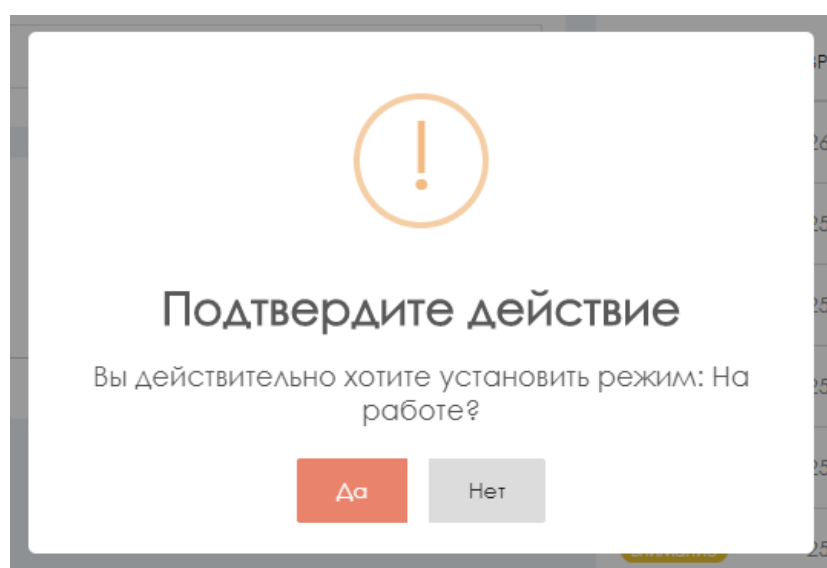 Подтвердите действие
Вы действительно хотите установить режим: На
работе?
Да
Нет